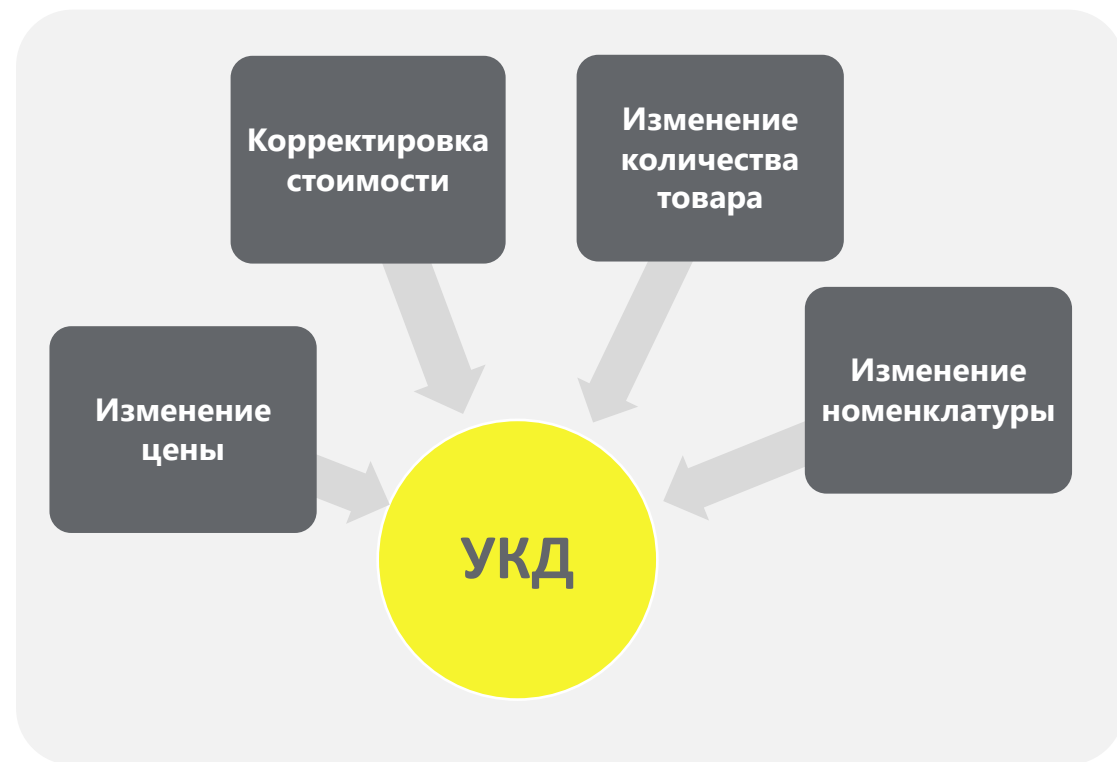 Корректировка
стоимости
Изменение
количества
товара
Изменение
цены
Изменение
номенклатуры
УКД